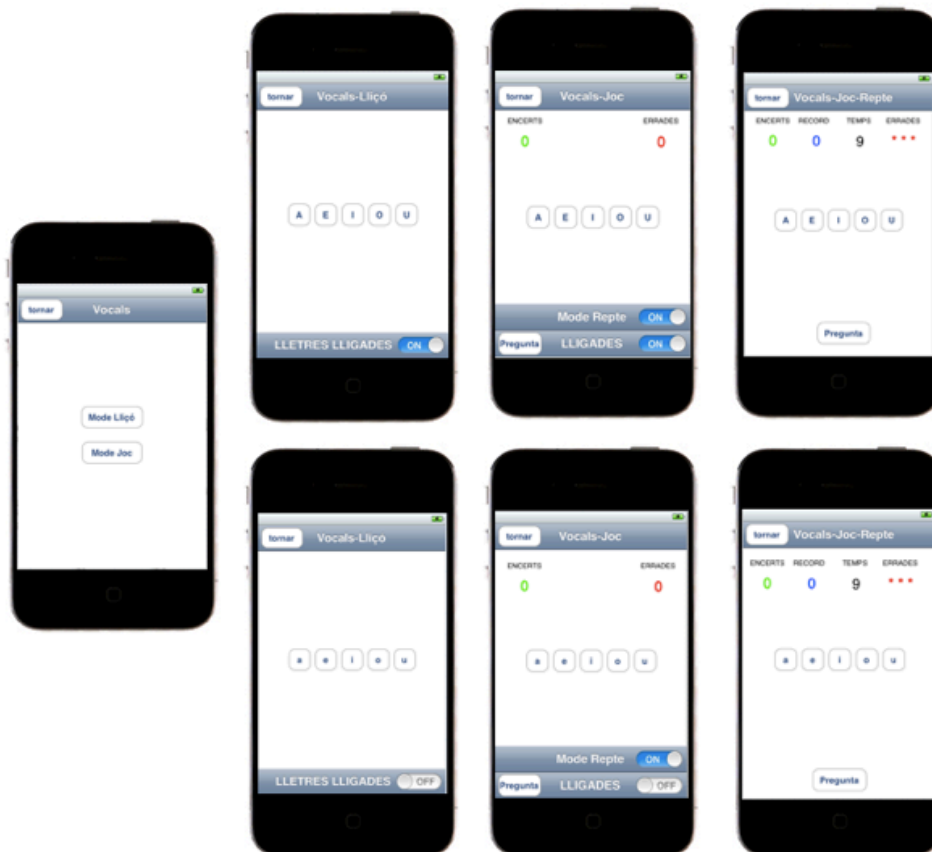 tornar Vocals
Mode Lliçó
Mode Joc
tornar Vocals-Lliçó
A E I O U
LLETRES LLIGADES ON
tornar Vocals-Joc
ENCERTS ERRADES
0 0
A E I O U
Mode Repte ON
Pregunta LLIGADES ON
tornar Vocals-Joc-Repte
ENCERTS RECORD TEMPS ERRADES
0 0 9 ***
A E I O U
Pregunta
tornar Vocals-Lliçó
a e i o u
LLETRES LLIGADES OFF
tornar Vocals-Joc
ENCERTS ERRADES
0 0
a e i o u
Mode Repte ON
Pregunta LLIGADES OFF
tornar Vocals-Joc-Repte
ENCERTS RECORD TEMPS ERRADES
0 0 9 ***
a e i o u
Pregunta